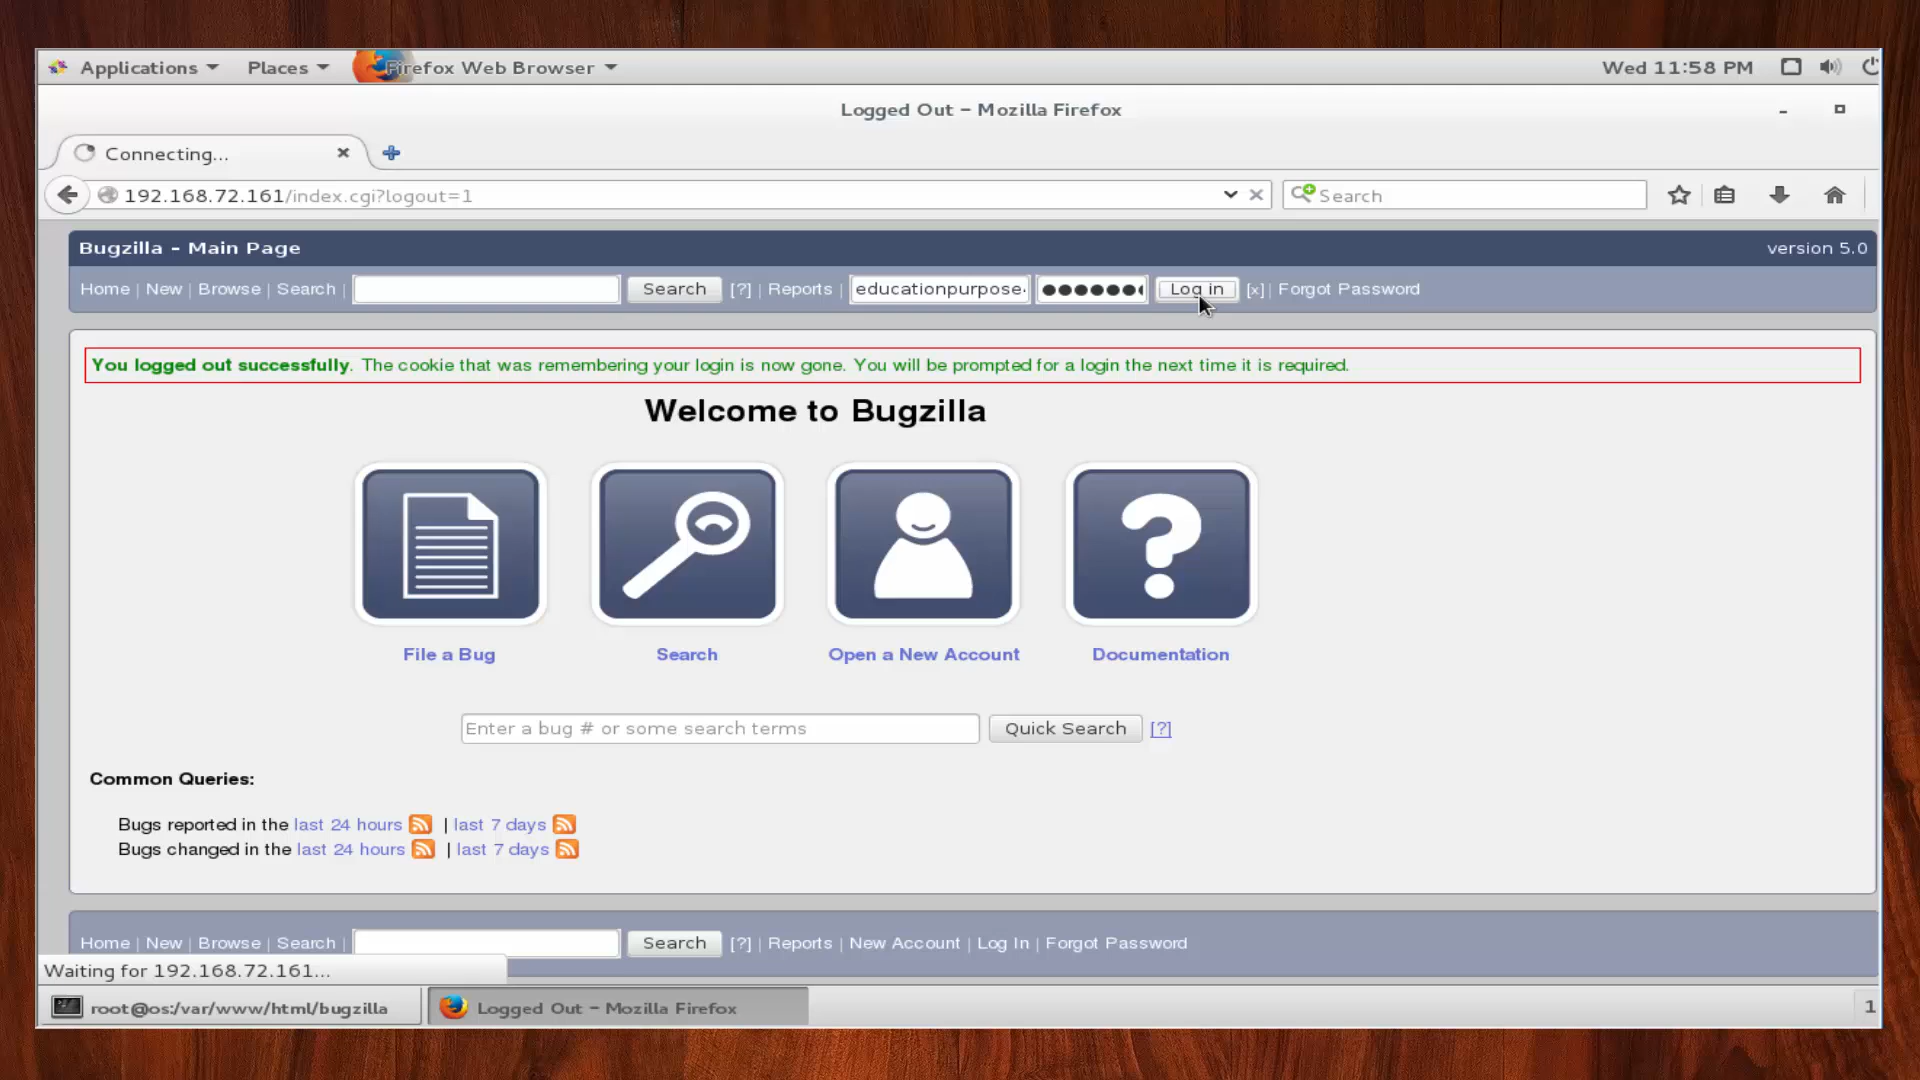 Applications Places Firefox Web Browser Wed 11:58 PM
Logged Out - Mozilla Firefox
Connecting...
192.168.72.161/index.cgi?logout=1 Search
Bugzilla - Main Page version 5.0
Home | New | Browse | Search | Search [?] | Reports | educationpurpose Log in [x] | Forgot Password
You logged out successfully. The cookie that was remembering your login is now gone. You will be prompted for a login the next time it is required.
Welcome to Bugzilla
File a Bug Search Open a New Account Documentation
Enter a bug # or some search terms Quick Search [?]
Common Queries:
Bugs reported in the last 24 hours | last 7 days
Bugs changed in the last 24 hours | last 7 days
Home | New | Browse | Search | Search [?] | Reports | New Account | Log In | Forgot Password
Waiting for 192.168.72.161...
root@os:/var/www/html/bugzilla Logged Out - Mozilla Firefox 1